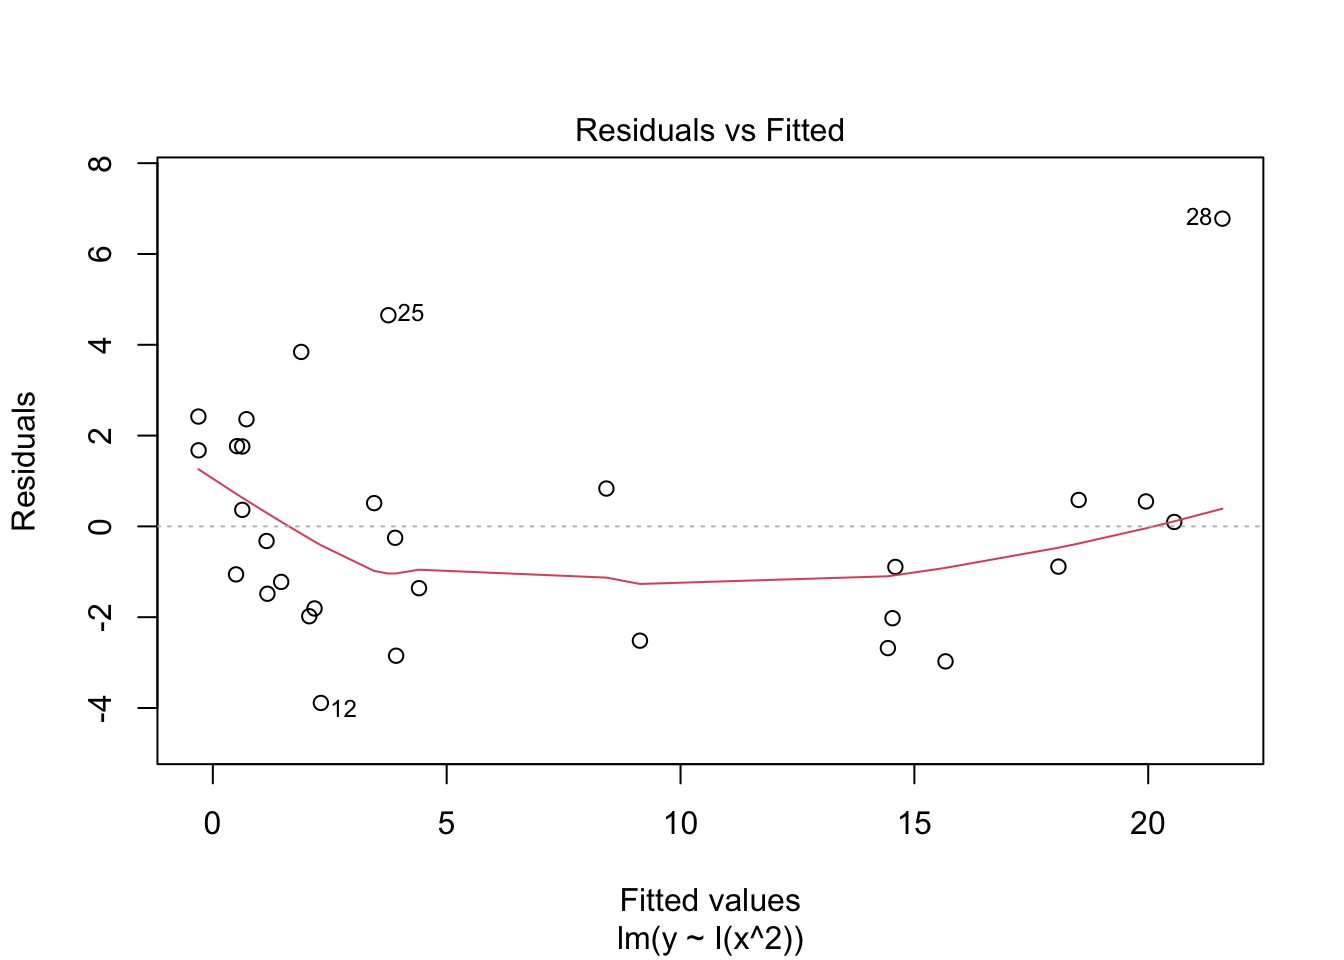 Residuals vs Fitted
8
6
4
2
0
-2
-4
Residuals
28
25
12
0 5 10 15 20
Fitted values
lm(y ~ I(x^2))